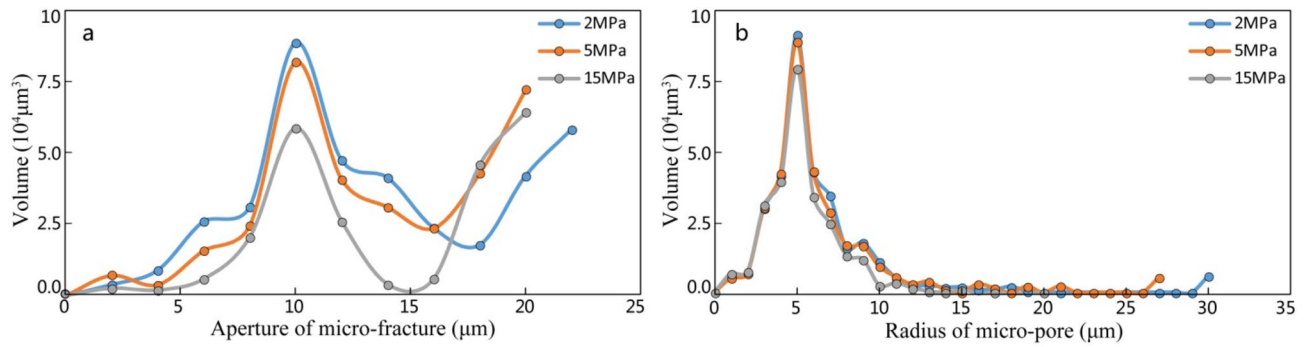 a
2MPa
5MPa
15MPa
10
7.5
5.0
2.5
0.0
Volume (10⁴μm³)
0 5 10 15 20 25
Aperture of micro-fracture (μm)
b
2MPa
5MPa
15MPa
10
7.5
5.0
2.5
0.0
Volume (10⁴μm³)
0 5 10 15 20 25 30 35
Radius of micro-pore (μm)